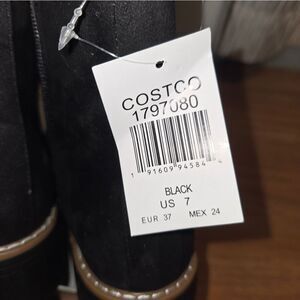 COSTCO
1797080
1 91609 94584
BLACK
US 7
EUR 37 MEX 24